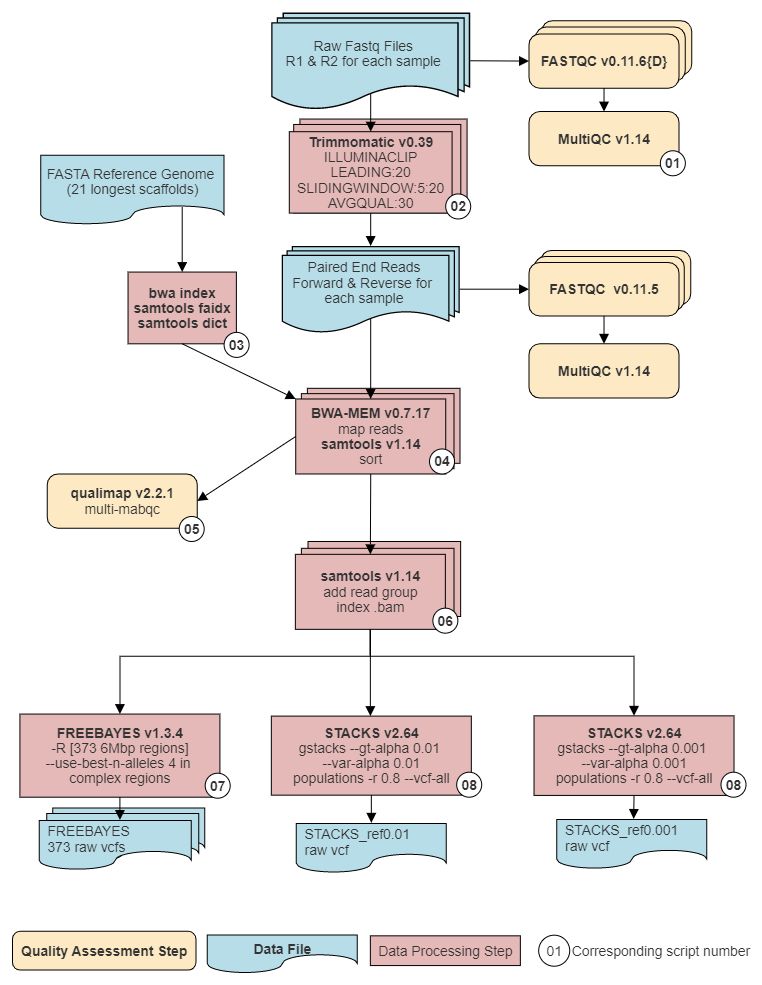 Raw Fastq Files
R1 & R2 for each sample
FASTQC v0.11.6{D}
MultiQC v1.14
01
Trimmomatic v0.39
ILLUMINACLIP
LEADING:20
SLIDINGWINDOW:5:20
AVGQUAL:30
02
FASTA Reference Genome
(21 longest scaffolds)
Paired End Reads
Forward & Reverse for
each sample
FASTQC v0.11.5
bwa index
samtools faidx
samtools dict
03
MultiQC v1.14
BWA-MEM v0.7.17
map reads
samtools v1.14
sort
04
qualimap v2.2.1
multi-mabqc
05
samtools v1.14
add read group
index .bam
06
FREEBAYES v1.3.4
-R [373 6Mbp regions]
--use-best-n-alleles 4 in
complex regions
07
STACKS v2.64
gstacks --gt-alpha 0.01
--var-alpha 0.01
populations -r 0.8 --vcf-all
08
STACKS v2.64
gstacks --gt-alpha 0.001
--var-alpha 0.001
populations -r 0.8 --vcf-all
08
FREEBAYES
373 raw vcfs
STACKS_ref0.01
raw vcf
STACKS_ref0.001
raw vcf
Quality Assessment Step
Data File
Data Processing Step
01
Corresponding script number